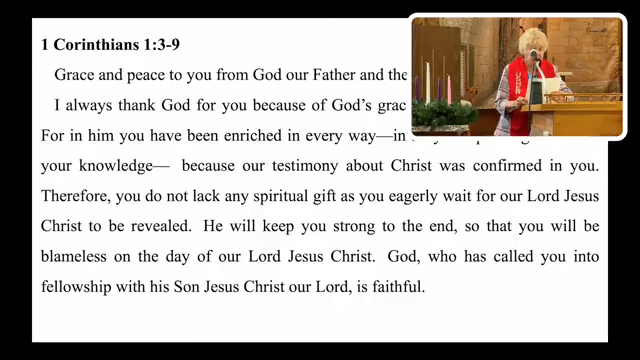 1 Corinthians 1:3-9
Grace and peace to you from God our Father and the
I always thank God for you because of God's grac
For in him you have been enriched in every way—in
your knowledge— because our testimony about Christ was confirmed in you.
Therefore, you do not lack any spiritual gift as you eagerly wait for our Lord Jesus
Christ to be revealed. He will keep you strong to the end, so that you will be
blameless on the day of our Lord Jesus Christ. God, who has called you into
fellowship with his Son Jesus Christ our Lord, is faithful.